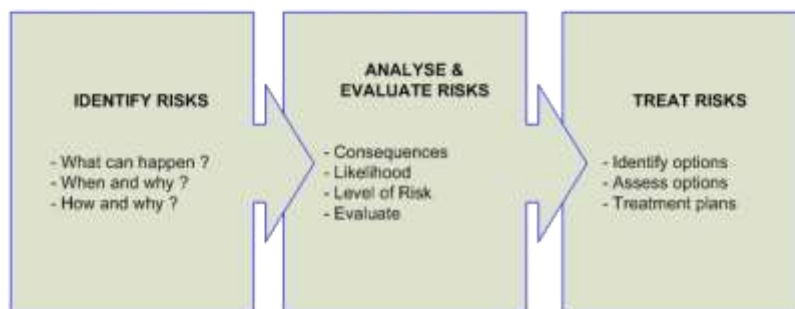 IDENTIFY RISKS
- What can happen ?
- When and why ?
- How and why ?
ANALYSE &
EVALUATE RISKS
- Consequences
- Likelihood
- Level of Risk
- Evaluate
TREAT RISKS
- Identify options
- Assess options
- Treatment plans